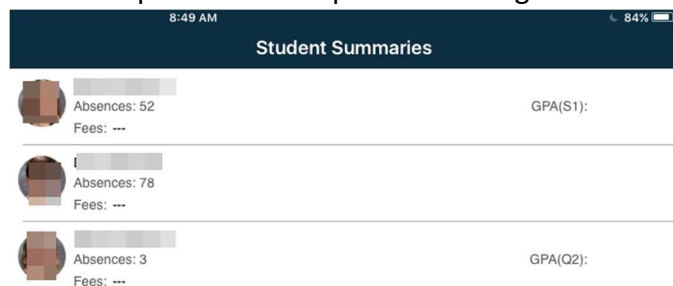 8:49 AM 84%
Student Summaries
Absences: 52 GPA(S1):
Fees: ---
Absences: 78
Fees: ---
Absences: 3 GPA(Q2):
Fees: ---